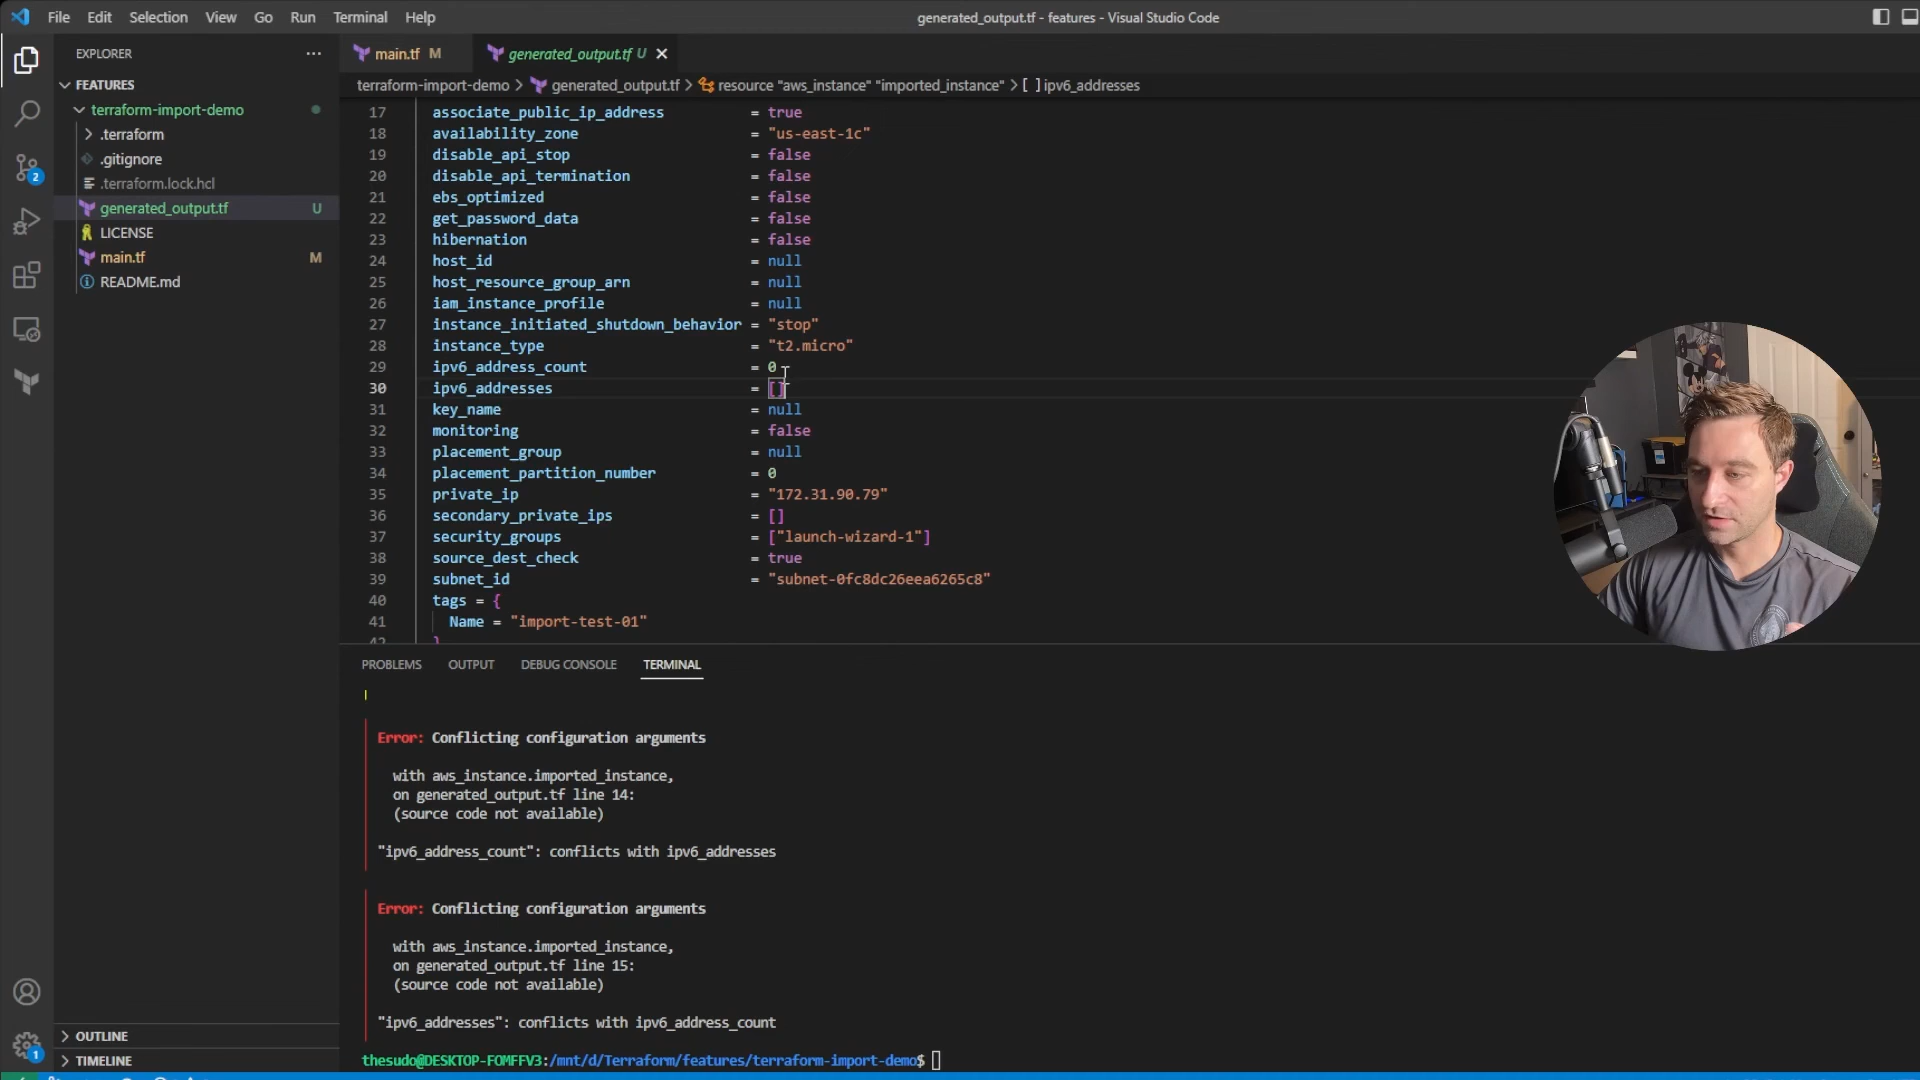 File Edit Selection View Go Run Terminal Help
generated_output.tf - features - Visual Studio Code
EXPLORER
main.tf M
generated_output.tf U
FEATURES
terraform-import-demo
.terraform
.gitignore
.terraform.lock.hcl
generated_output.tf U
LICENSE
main.tf M
README.md
2
terraform-import-demo > generated_output.tf > resource "aws_instance" "imported_instance" > [ ] ipv6_addresses
17 associate_public_ip_address = true
18 availability_zone = "us-east-1c"
19 disable_api_stop = false
20 disable_api_termination = false
21 ebs_optimized = false
22 get_password_data = false
23 hibernation = false
24 host_id = null
25 host_resource_group_arn = null
26 iam_instance_profile = null
27 instance_initiated_shutdown_behavior = "stop"
28 instance_type = "t2.micro"
29 ipv6_address_count = 0
30 ipv6_addresses = []
31 key_name = null
32 monitoring = false
33 placement_group = null
34 placement_partition_number = 0
35 private_ip = "172.31.90.79"
36 secondary_private_ips = []
37 security_groups = ["launch-wizard-1"]
38 source_dest_check = true
39 subnet_id = "subnet-0fc8dc26eea6265c8"
40 tags = {
41 Name = "import-test-01"
42 }
PROBLEMS OUTPUT DEBUG CONSOLE TERMINAL
Error: Conflicting configuration arguments
with aws_instance.imported_instance,
on generated_output.tf line 14:
(source code not available)
"ipv6_address_count": conflicts with ipv6_addresses
Error: Conflicting configuration arguments
with aws_instance.imported_instance,
on generated_output.tf line 15:
(source code not available)
"ipv6_addresses": conflicts with ipv6_address_count
thesudo@DESKTOP-FOMFFV3:/mnt/d/Terraform/features/terraform-import-demo$
OUTLINE
TIMELINE
1